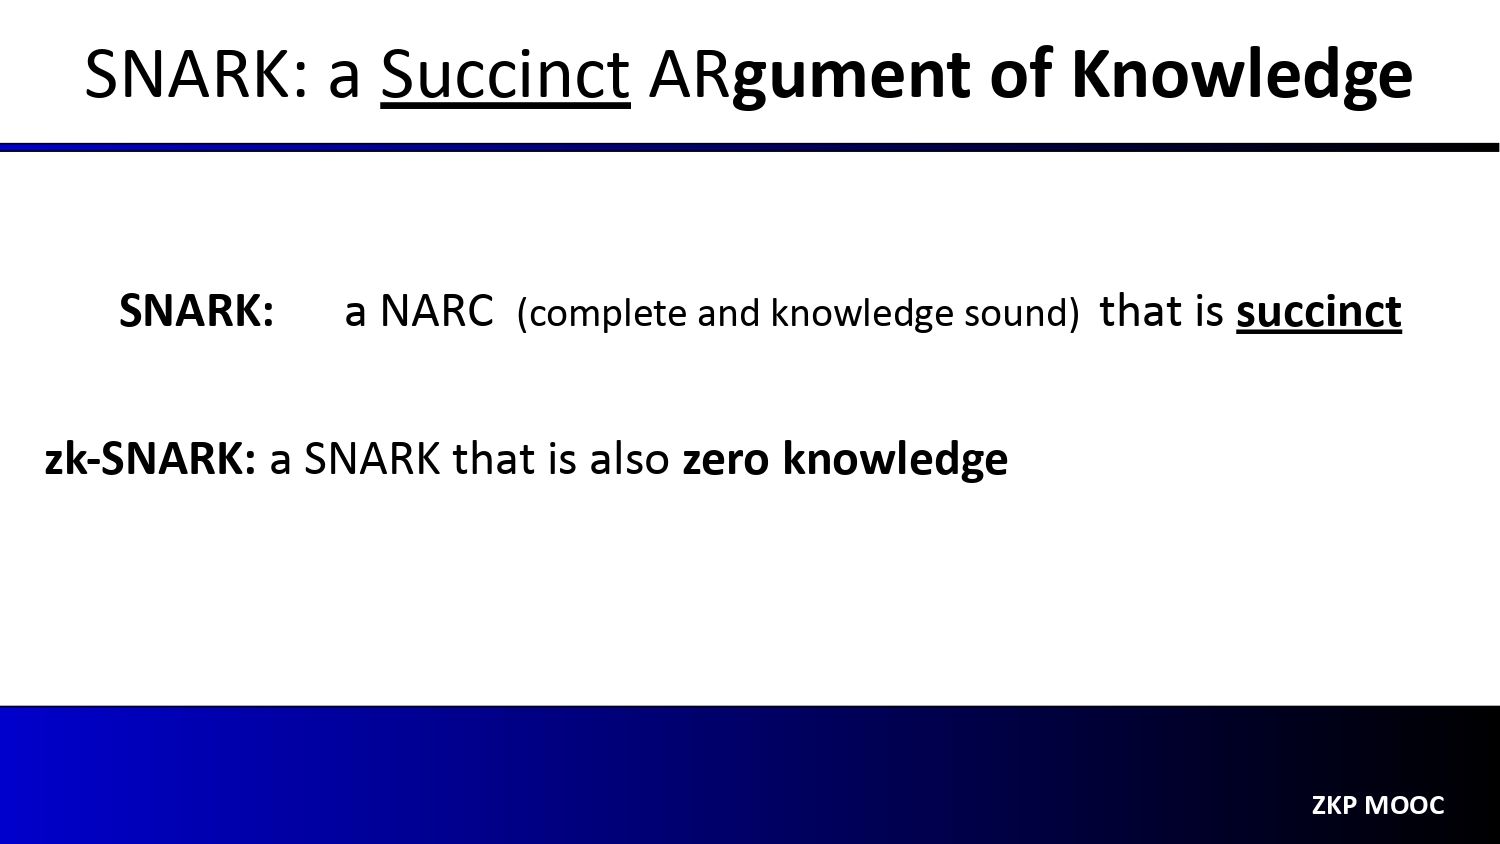 SNARK: a Succinct ARgument of Knowledge
SNARK: a NARC (complete and knowledge sound) that is succinct
zk-SNARK: a SNARK that is also zero knowledge
ZKP MOOC